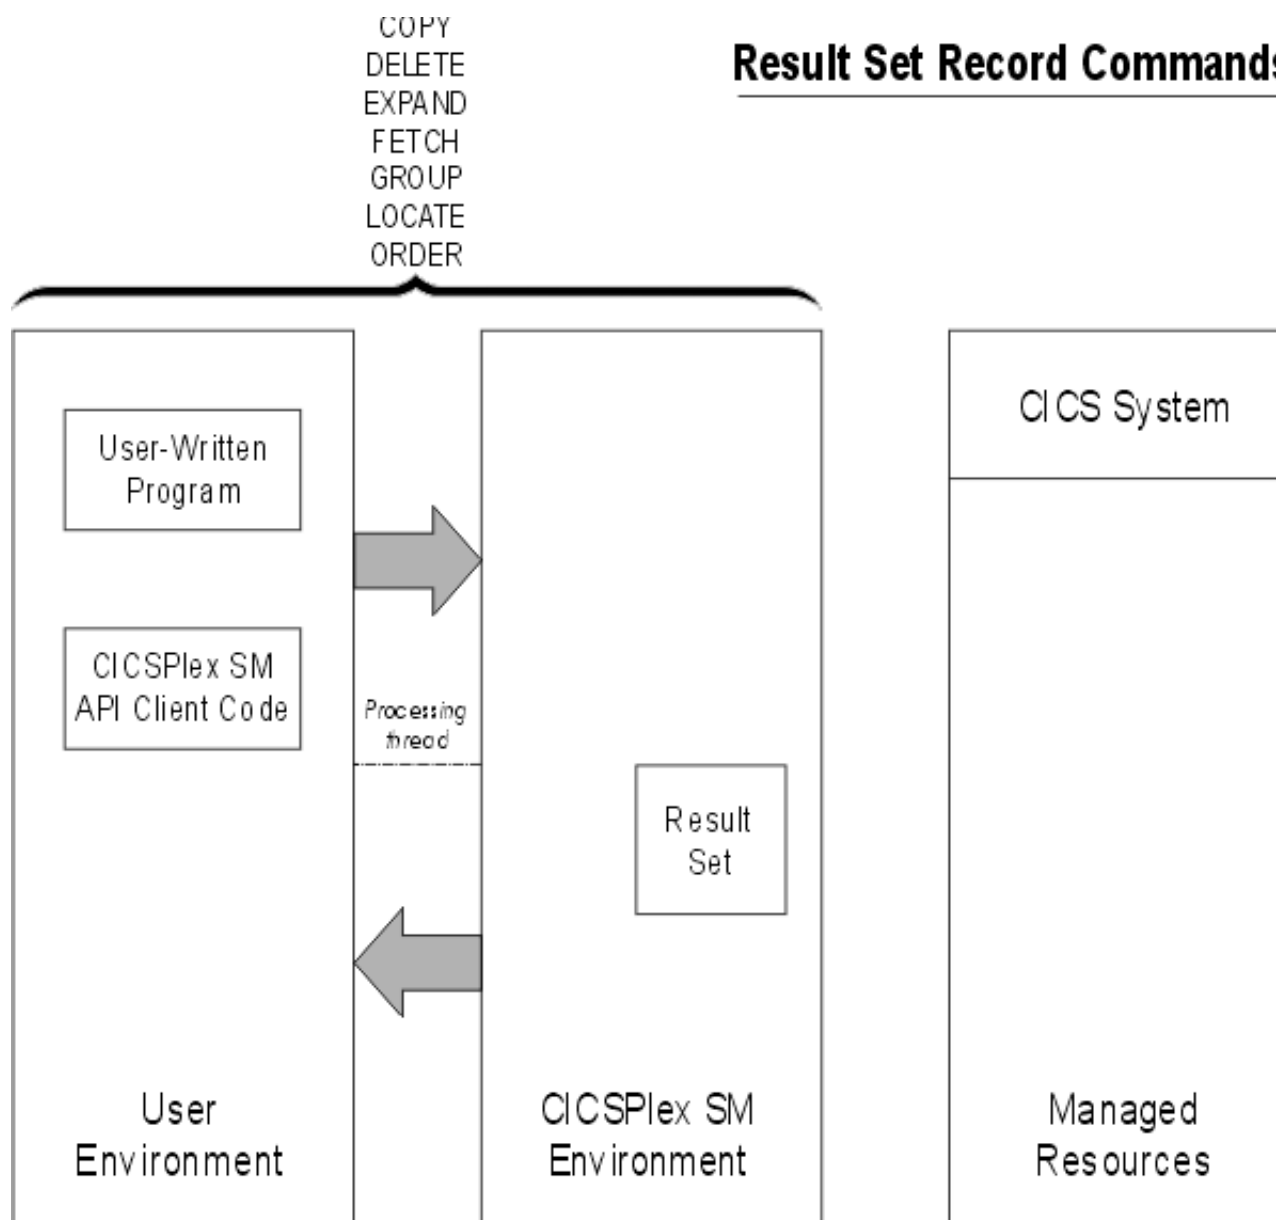 COPY
DELETE
EXPAND
FETCH
GROUP
LOCATE
ORDER
Result Set Record Commands
User-Written
Program
CICSPlex SM
API Client Code
Processing
thread
Result
Set
CICS System
User
Environment
CICSPlex SM
Environment
Managed
Resources